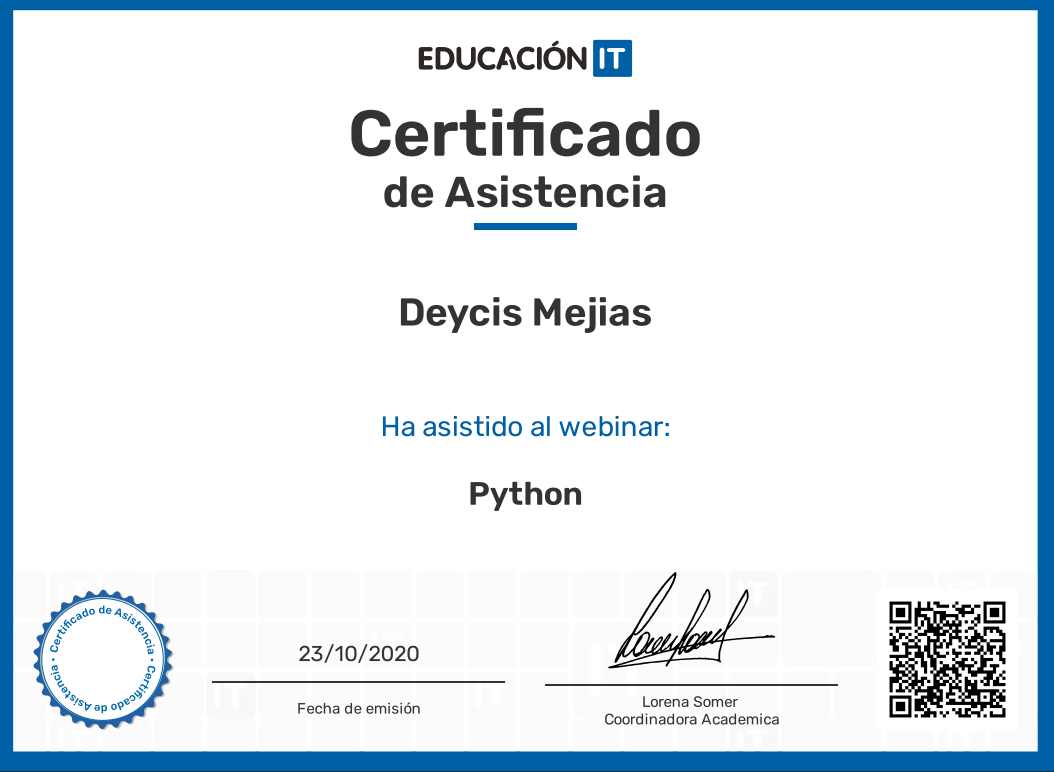 EDUCACIÓN IT
Certificado
de Asistencia
Deycis Mejias
Ha asistido al webinar:
Python
Certificado de Asistencia • Certificado de Asistencia •
23/10/2020
Fecha de emisión
Lorena Somer
Coordinadora Academica